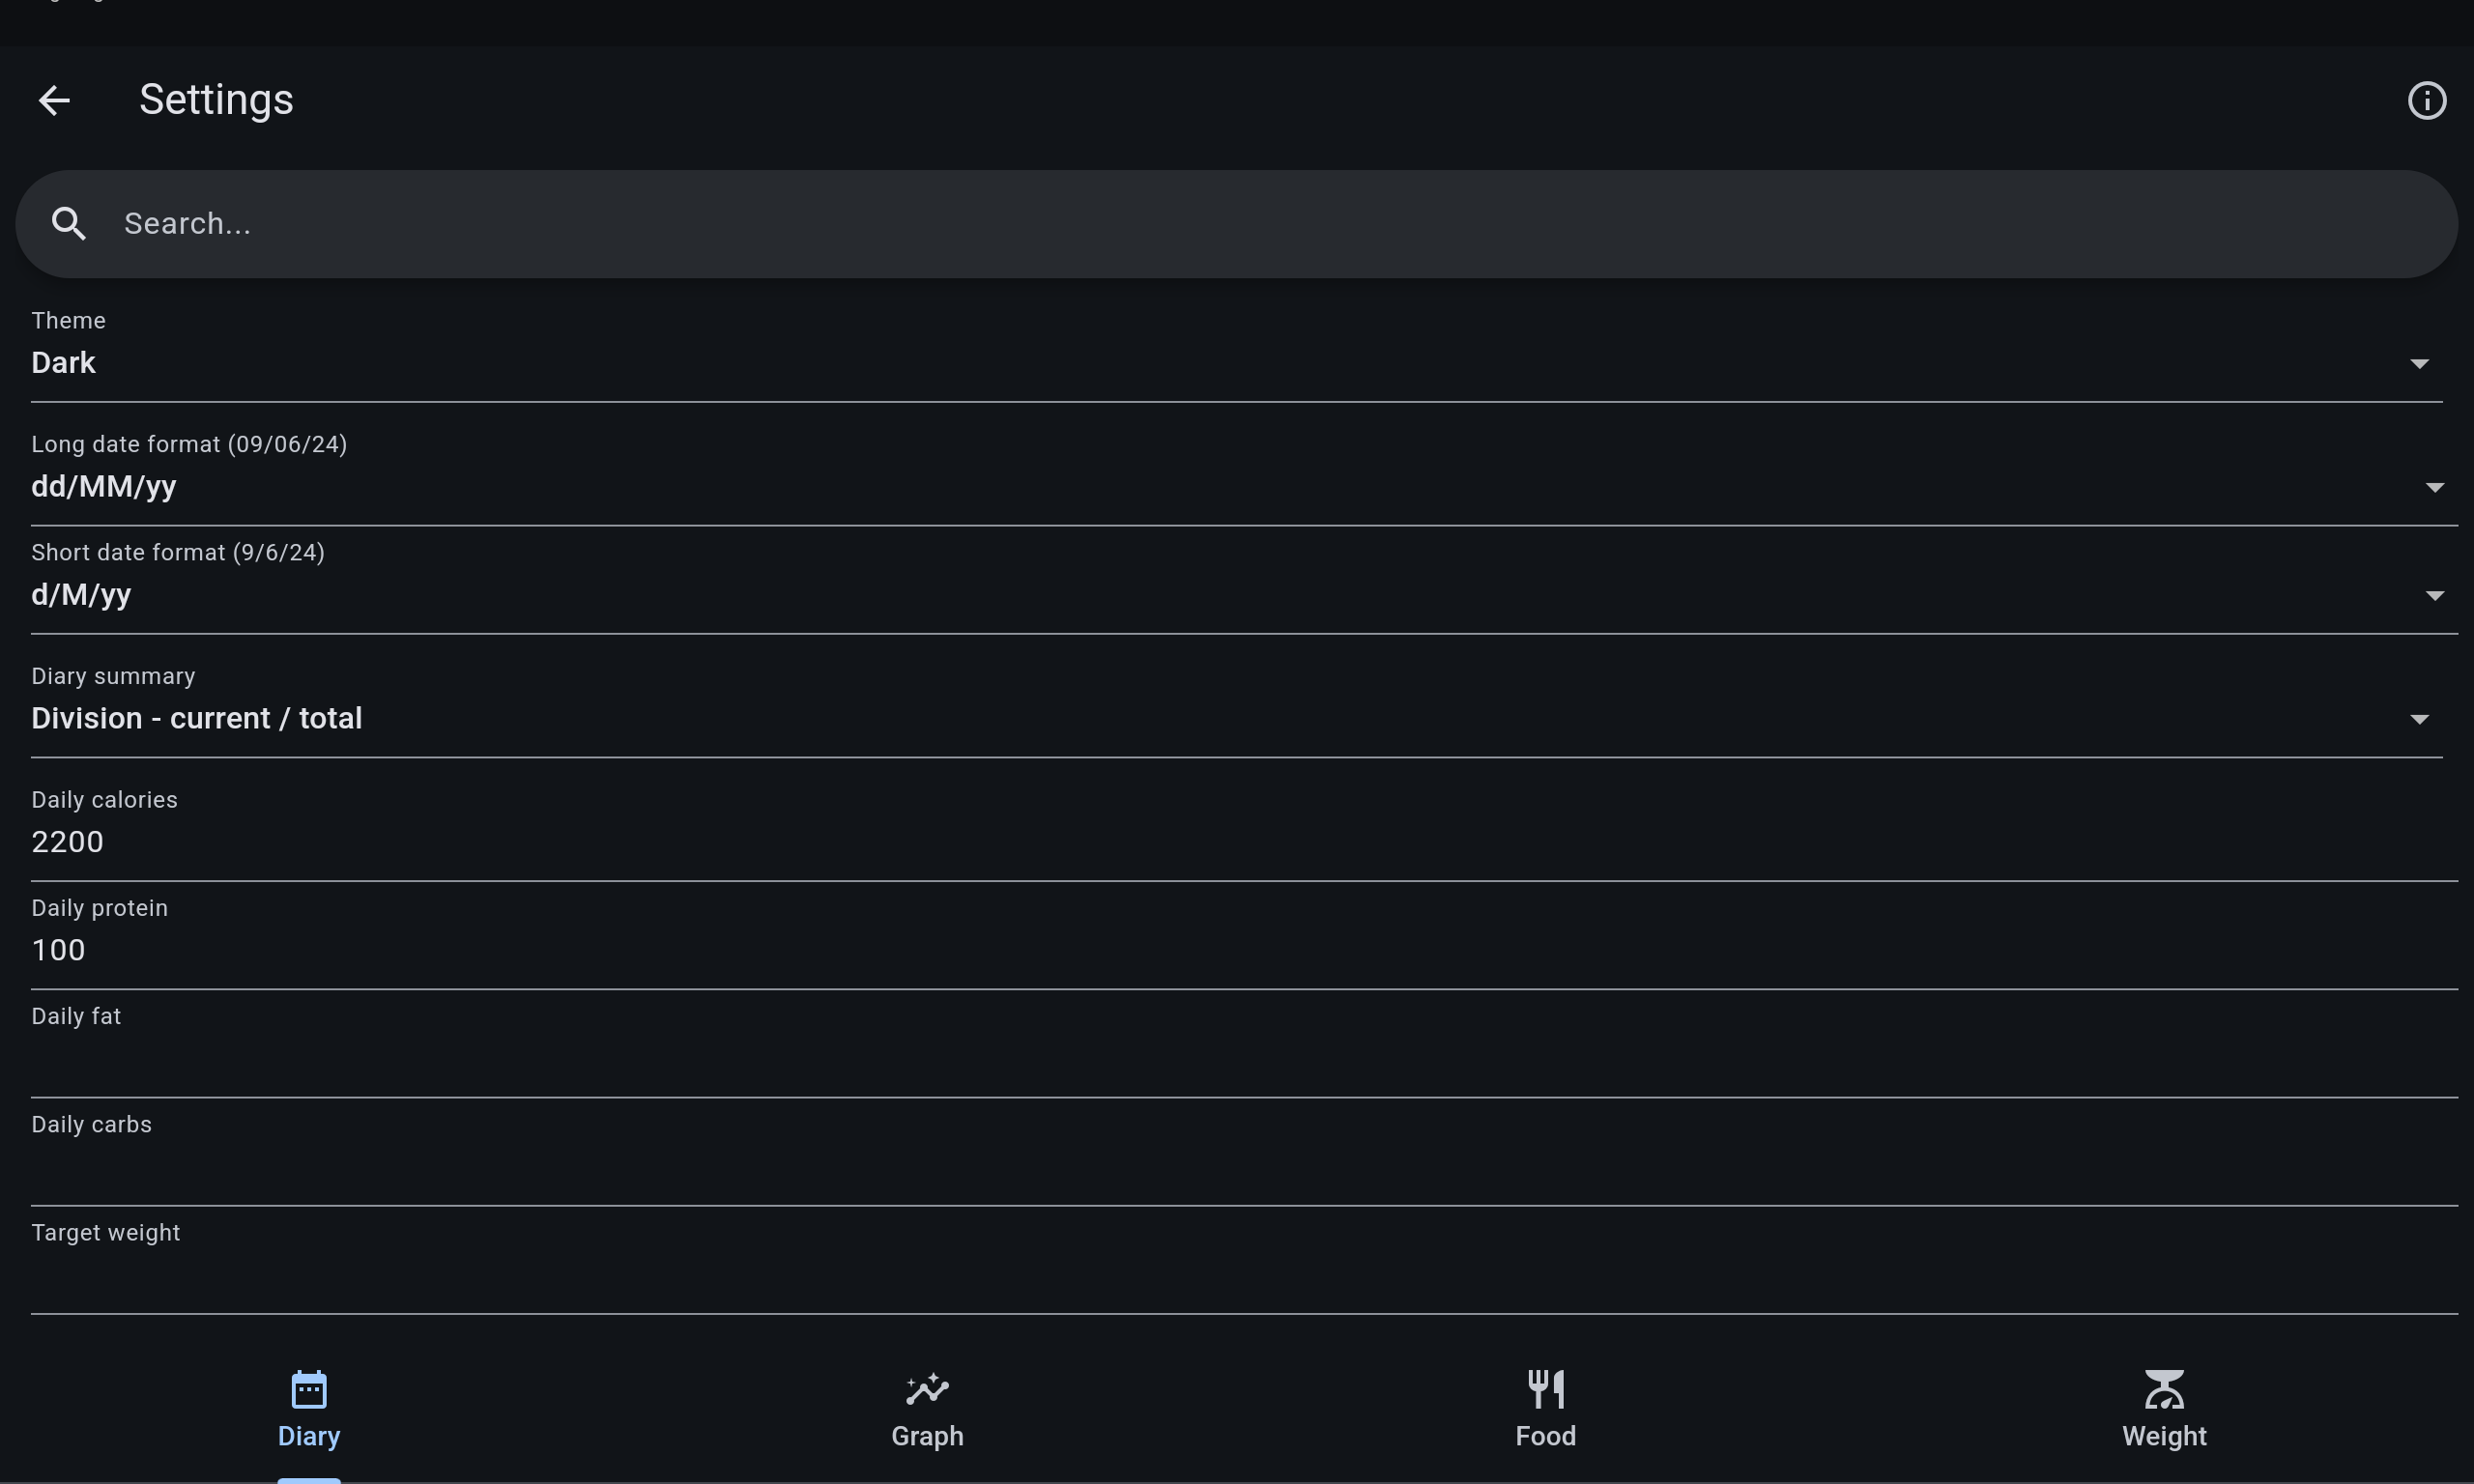 Settings
Search...
Theme
Dark
Long date format (09/06/24)
dd/MM/yy
Short date format (9/6/24)
d/M/yy
Diary summary
Division - current / total
Daily calories
2200
Daily protein
100
Daily fat
Daily carbs
Target weight
Diary
Graph
Food
Weight